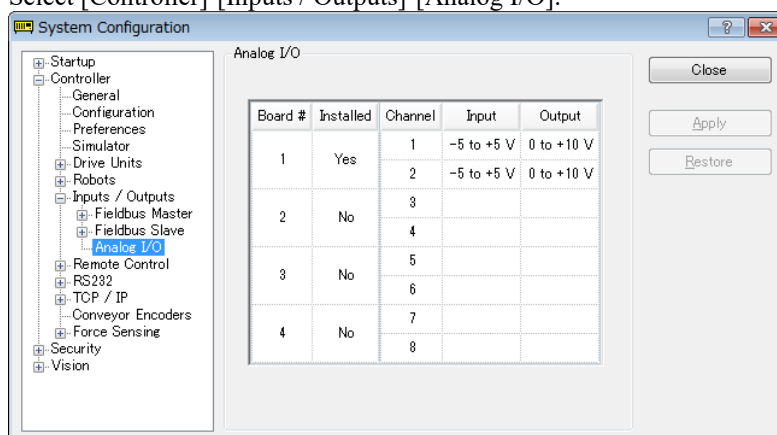 Select [Controller]-[Inputs / Outputs]-[Analog I/O].
System Configuration
Startup
Controller
General
Configuration
Preferences
Simulator
Drive Units
Robots
Inputs / Outputs
Fieldbus Master
Fieldbus Slave
Analog I/O
Remote Control
RS232
TCP / IP
Conveyor Encoders
Force Sensing
Security
Vision
Analog I/O
Board # Installed Channel Input Output
1 Yes 1 -5 to +5 V 0 to +10 V
2 -5 to +5 V 0 to +10 V
2 No 3
4
3 No 5
6
4 No 7
8
Close
Apply
Restore